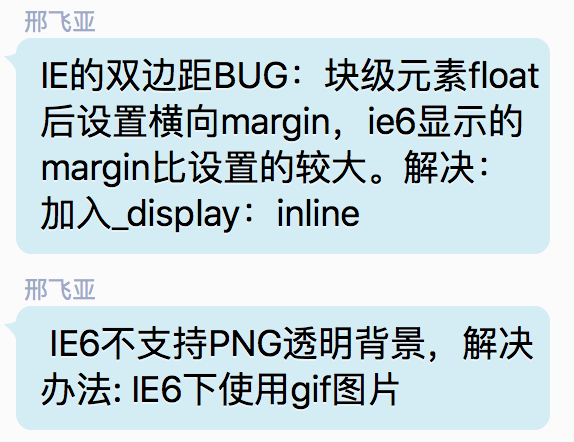 邢飞亚
IE的双边距BUG：块级元素float
后设置横向margin，ie6显示的
margin比设置的较大。解决：
加入_display：inline
邢飞亚
IE6不支持PNG透明背景，解决
办法: IE6下使用gif图片